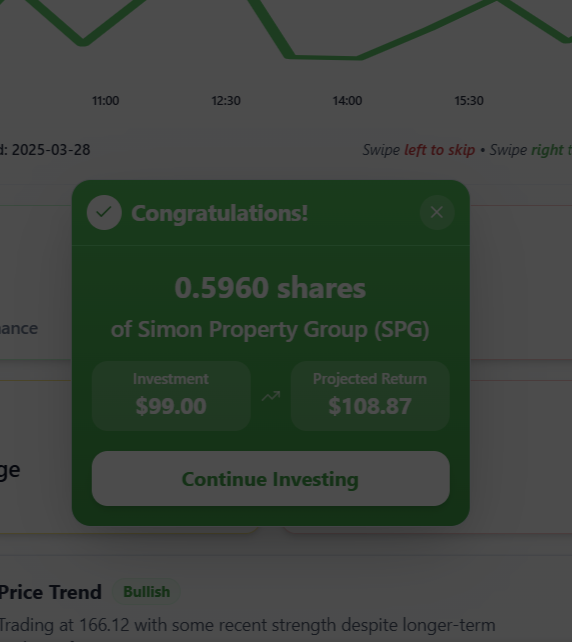 11:00 12:30 14:00 15:30
d: 2025-03-28 Swipe left to skip • Swipe right t
Congratulations!
0.5960 shares
of Simon Property Group (SPG)
ance
Investment Projected Return
$99.00 $108.87
ge
Continue Investing
Price Trend Bullish
Trading at 166.12 with some recent strength despite longer-term